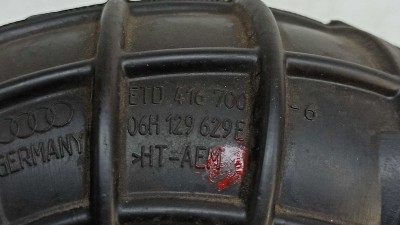 ETD 416 700
-6
06H 129 629 E
GERMANY
>HT-AEM